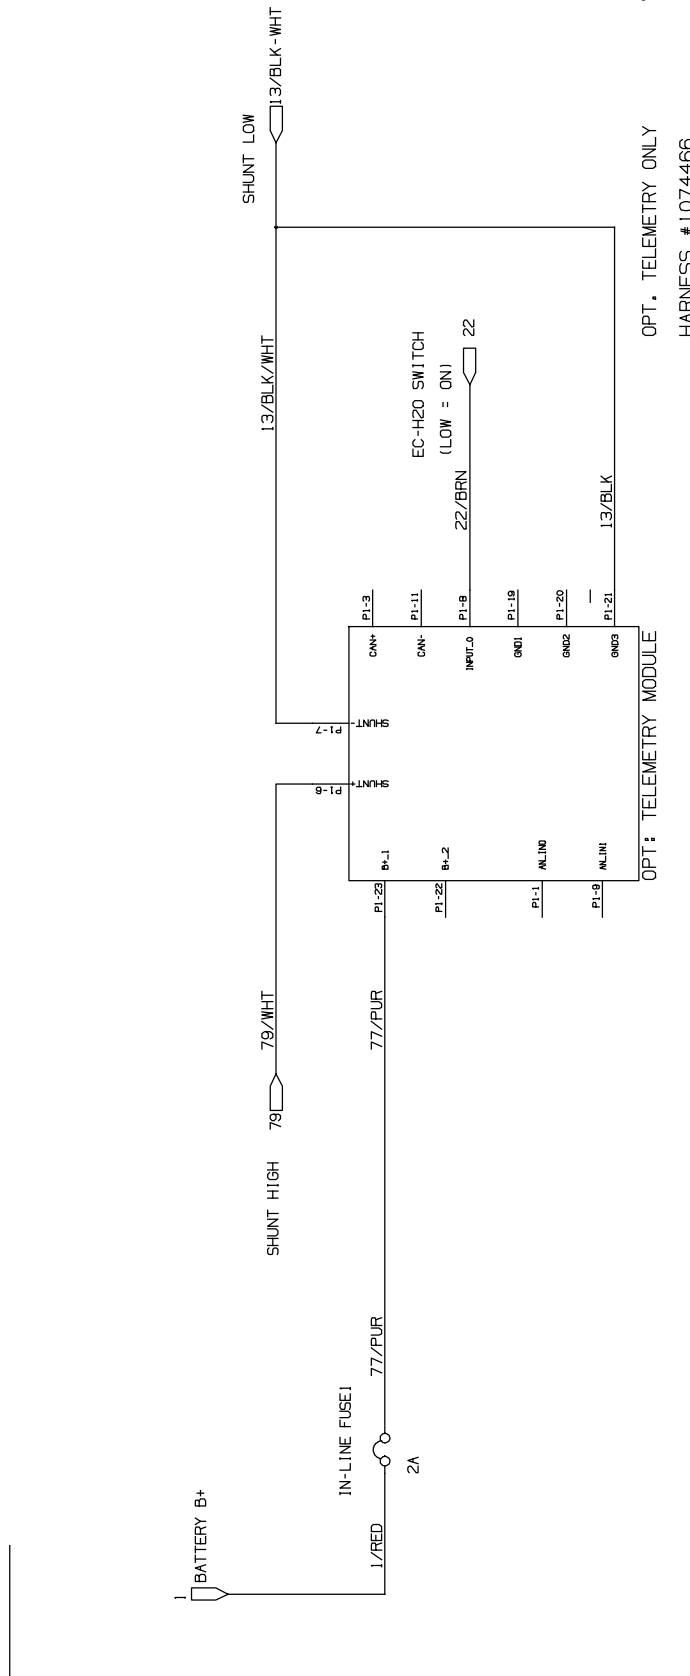 1
BATTERY B+
1/RED
IN-LINE FUSE1
2A
77/PUR
77/PUR
SHUNT HIGH
79
79/WHT
P1-6
SHUNT+
P1-7
SHUNT-
13/BLK/WHT
SHUNT LOW
13/BLK-WHT
P1-23
B+_1
P1-22
B+_2
P1-1
AN_IN0
P1-9
AN_IN1
CAN+
P1-3
CAN-
P1-11
INPUT_0
P1-8
GND1
P1-19
GND2
P1-20
GND3
P1-21
22/BRN
EC-H2O SWITCH
(LOW = ON)
22
13/BLK
OPT. TELEMETRY MODULE
OPT. TELEMETRY ONLY
HARNESS #1074466